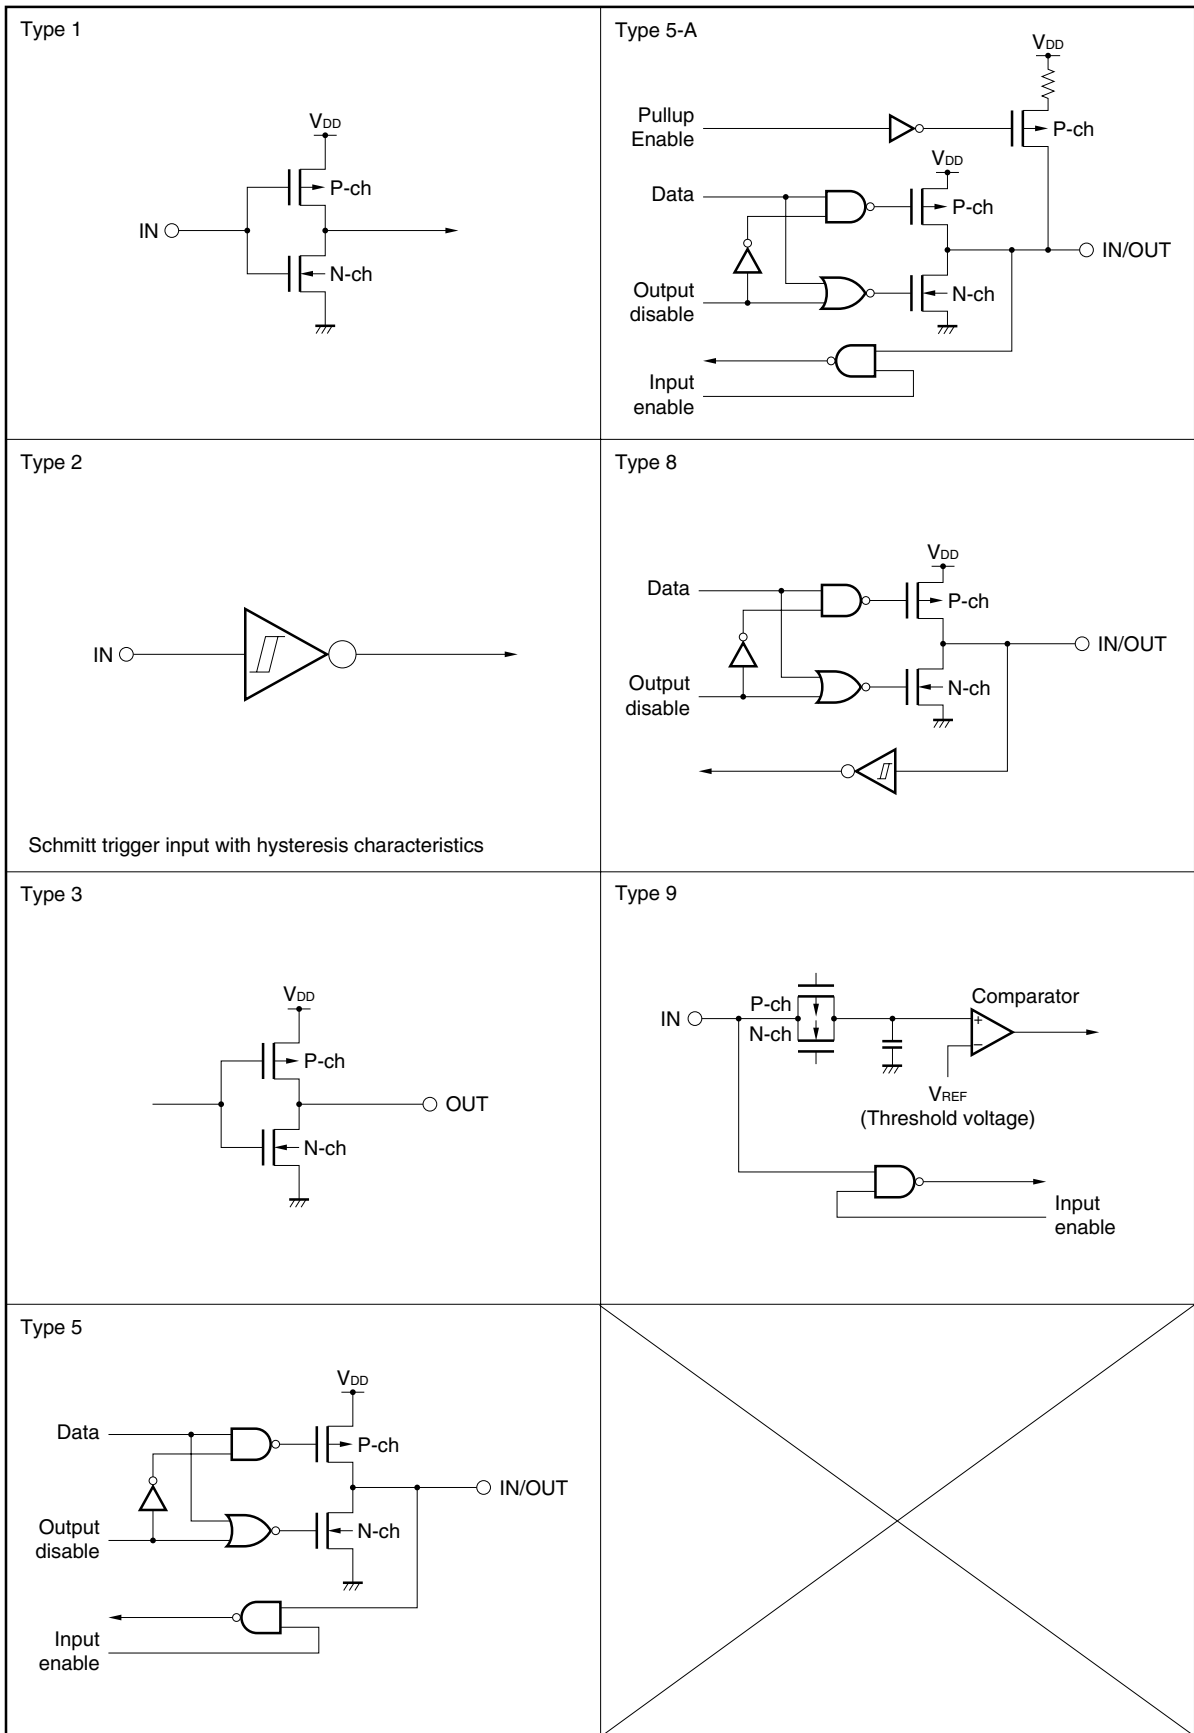 Type 1
VDD
P-ch
IN
N-ch
Type 5-A
VDD
Pullup
Enable
P-ch
VDD
Data
P-ch
IN/OUT
Output
disable
N-ch
Input
enable
Type 2
IN
Schmitt trigger input with hysteresis characteristics
Type 8
VDD
Data
P-ch
IN/OUT
Output
disable
N-ch
Type 3
VDD
P-ch
OUT
N-ch
Type 9
P-ch
IN
N-ch
Comparator
+
−
VREF
(Threshold voltage)
Input
enable
Type 5
VDD
Data
P-ch
IN/OUT
Output
disable
N-ch
Input
enable